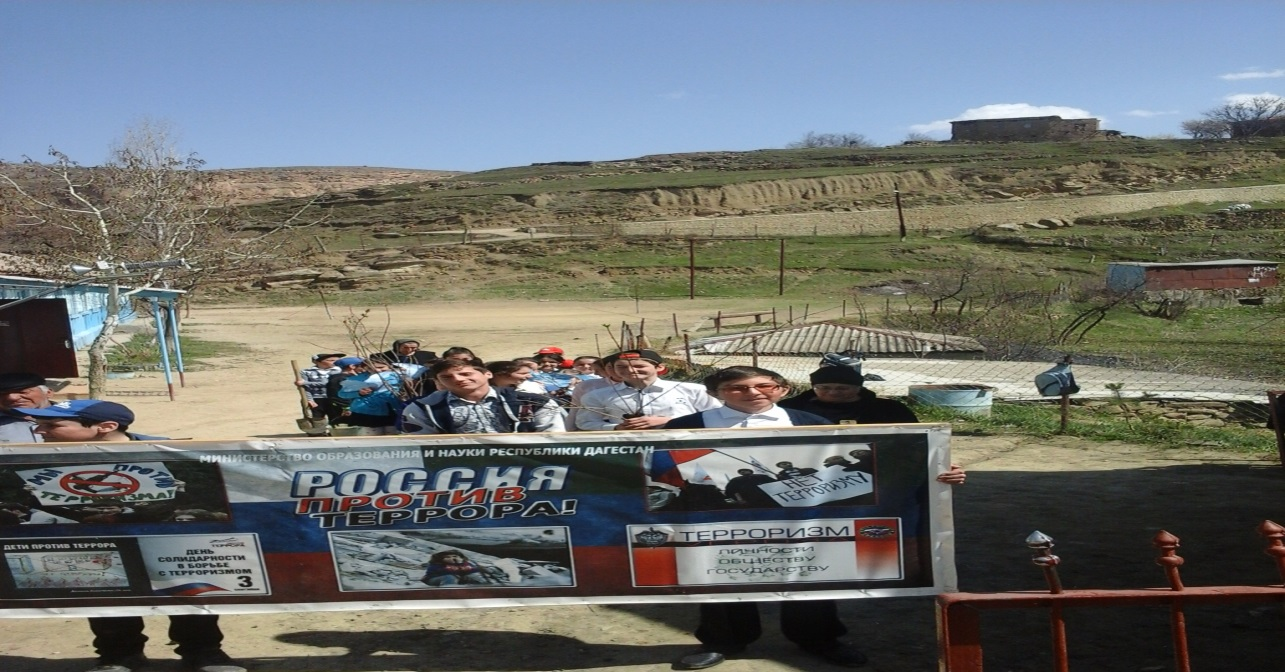 МИНИСТЕРСТВО ОБРАЗОВАНИЯ И НАУКИ РЕСПУБЛИКИ ДАГЕСТАН
РОССИЯ
ПРОТИВ
ТЕРРОРА!
МЫ ПРОТИВ
ТЕРРОРИЗМА!
НЕТ
ТЕРРОРИЗМУ
ДЕТИ ПРОТИВ ТЕРРОРА
ДЕНЬ
СОЛИДАРНОСТИ
В БОРЬБЕ
С ТЕРРОРИЗМОМ
3
ТЕРРОРИЗМ
ЛИЧНОСТИ
ОБЩЕСТВУ
ГОСУДАРСТВУ